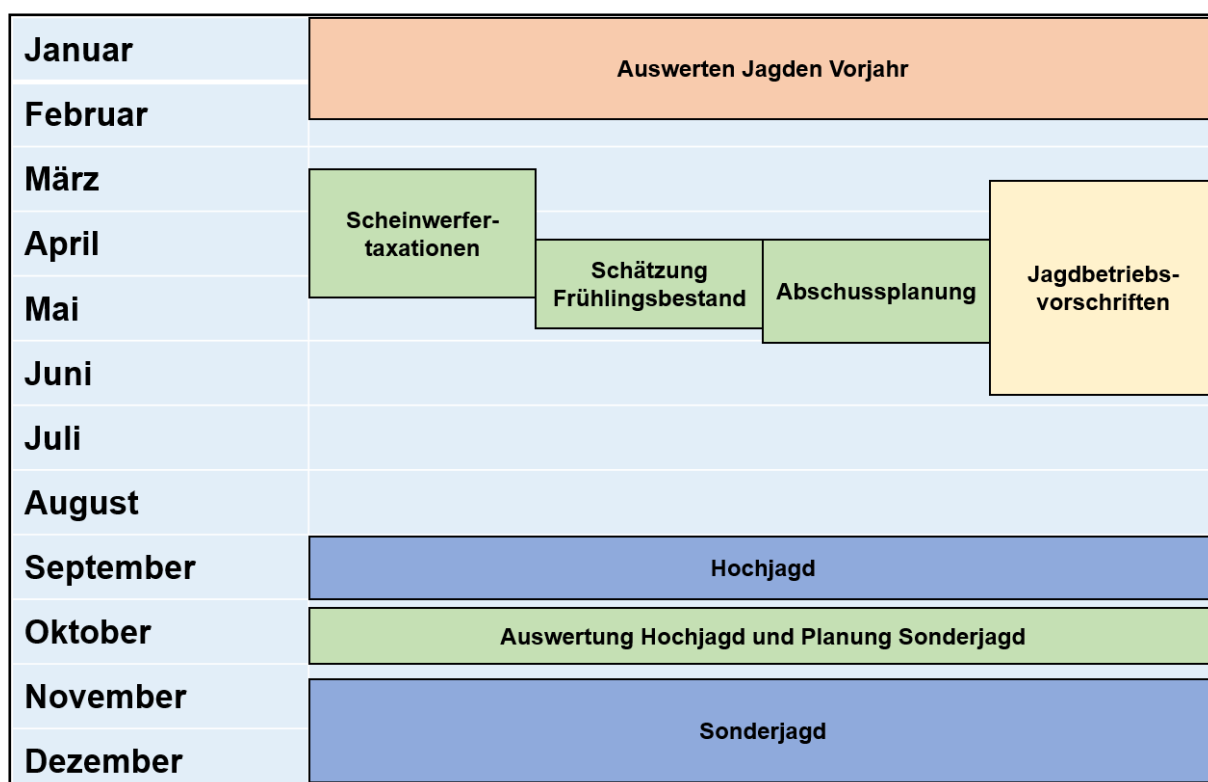 Januar
Auswerten Jagden Vorjahr
Februar
März
Scheinwerfer-
taxationen
April
Schätzung
Frühlingsbestand
Abschussplanung
Jagdbetriebs-
vorschriften
Mai
Juni
Juli
August
September
Hochjagd
Oktober
Auswertung Hochjagd und Planung Sonderjagd
November
Sonderjagd
Dezember